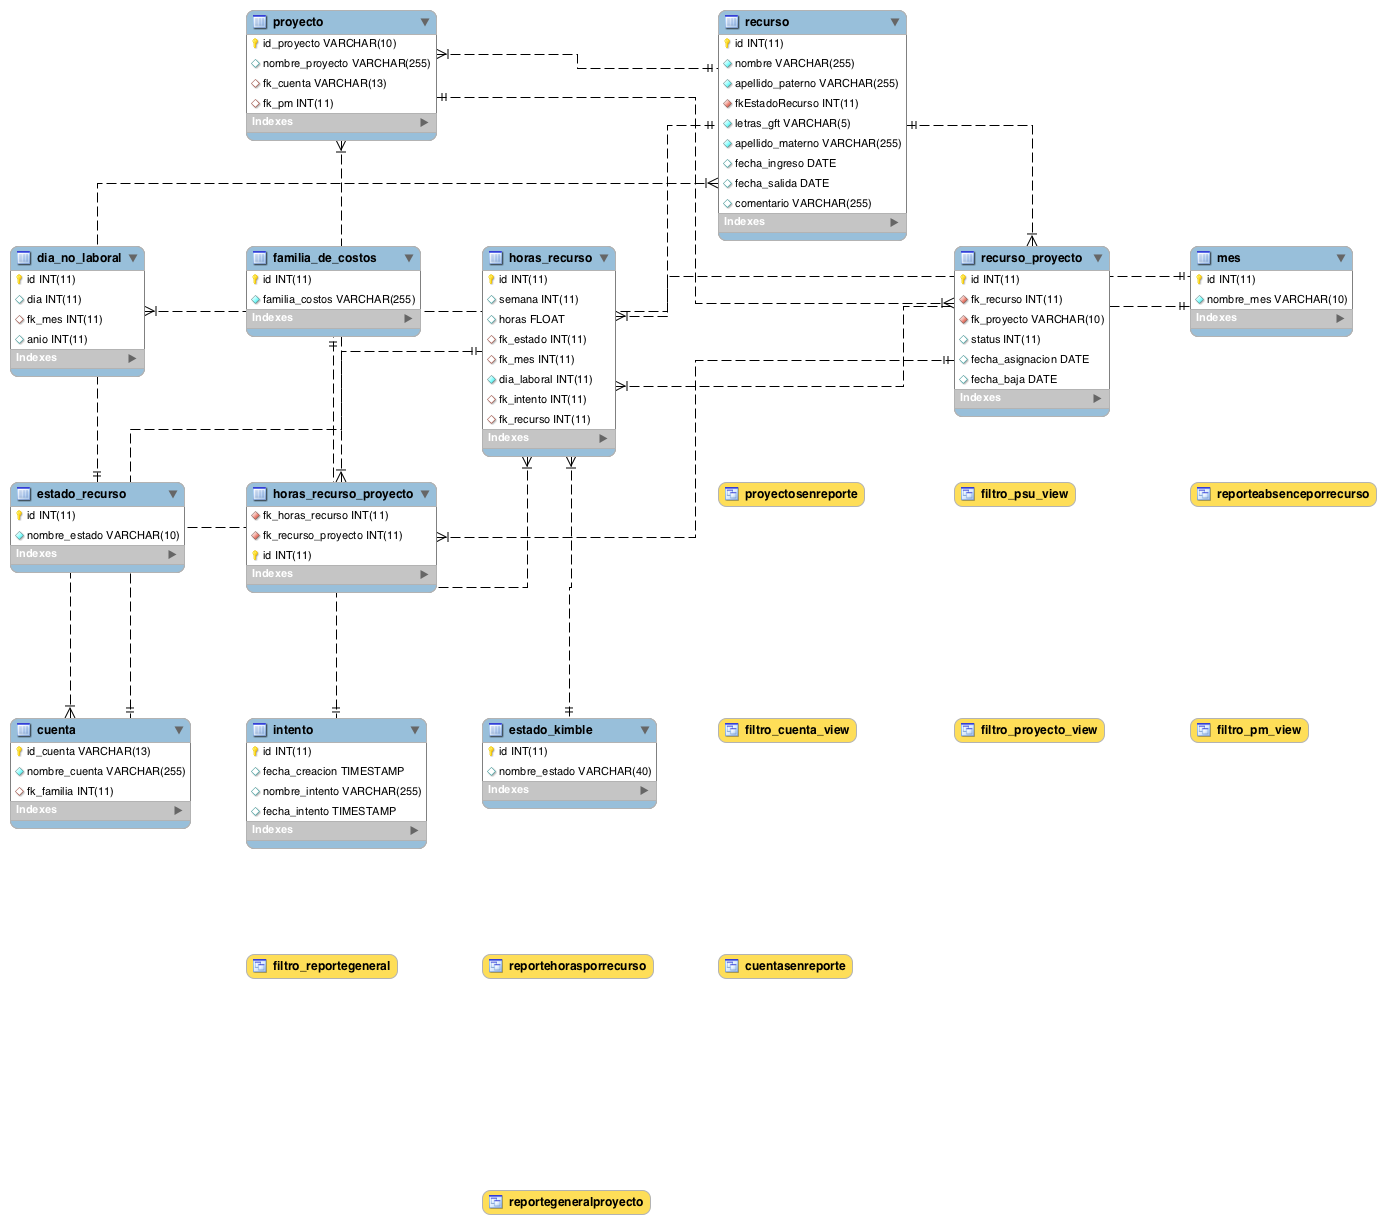 proyecto
id_proyecto VARCHAR(10)
nombre_proyecto VARCHAR(255)
fk_cuenta VARCHAR(13)
fk_pm INT(11)
Indexes
recurso
id INT(11)
nombre VARCHAR(255)
apellido_paterno VARCHAR(255)
fkEstadoRecurso INT(11)
letras_gft VARCHAR(5)
apellido_materno VARCHAR(255)
fecha_ingreso DATE
fecha_salida DATE
comentario VARCHAR(255)
Indexes
dia_no_laboral
id INT(11)
dia INT(11)
fk_mes INT(11)
anio INT(11)
Indexes
familia_de_costos
id INT(11)
familia_costos VARCHAR(255)
Indexes
horas_recurso
id INT(11)
semana INT(11)
horas FLOAT
fk_estado INT(11)
fk_mes INT(11)
dia_laboral INT(11)
fk_intento INT(11)
fk_recurso INT(11)
Indexes
recurso_proyecto
id INT(11)
fk_recurso INT(11)
fk_proyecto VARCHAR(10)
status INT(11)
fecha_asignacion DATE
fecha_baja DATE
Indexes
mes
id INT(11)
nombre_mes VARCHAR(10)
Indexes
estado_recurso
id INT(11)
nombre_estado VARCHAR(10)
Indexes
horas_recurso_proyecto
fk_horas_recurso INT(11)
fk_recurso_proyecto INT(11)
id INT(11)
Indexes
proyectosenreporte
filtro_psu_view
reporteabsenceporrecurso
cuenta
id_cuenta VARCHAR(13)
nombre_cuenta VARCHAR(255)
fk_familia INT(11)
Indexes
intento
id INT(11)
fecha_creacion TIMESTAMP
nombre_intento VARCHAR(255)
fecha_intento TIMESTAMP
Indexes
estado_kimble
id INT(11)
nombre_estado VARCHAR(40)
Indexes
filtro_cuenta_view
filtro_proyecto_view
filtro_pm_view
filtro_reportegeneral
reportehorasporrecurso
cuentasenreporte
reportegeneralproyecto